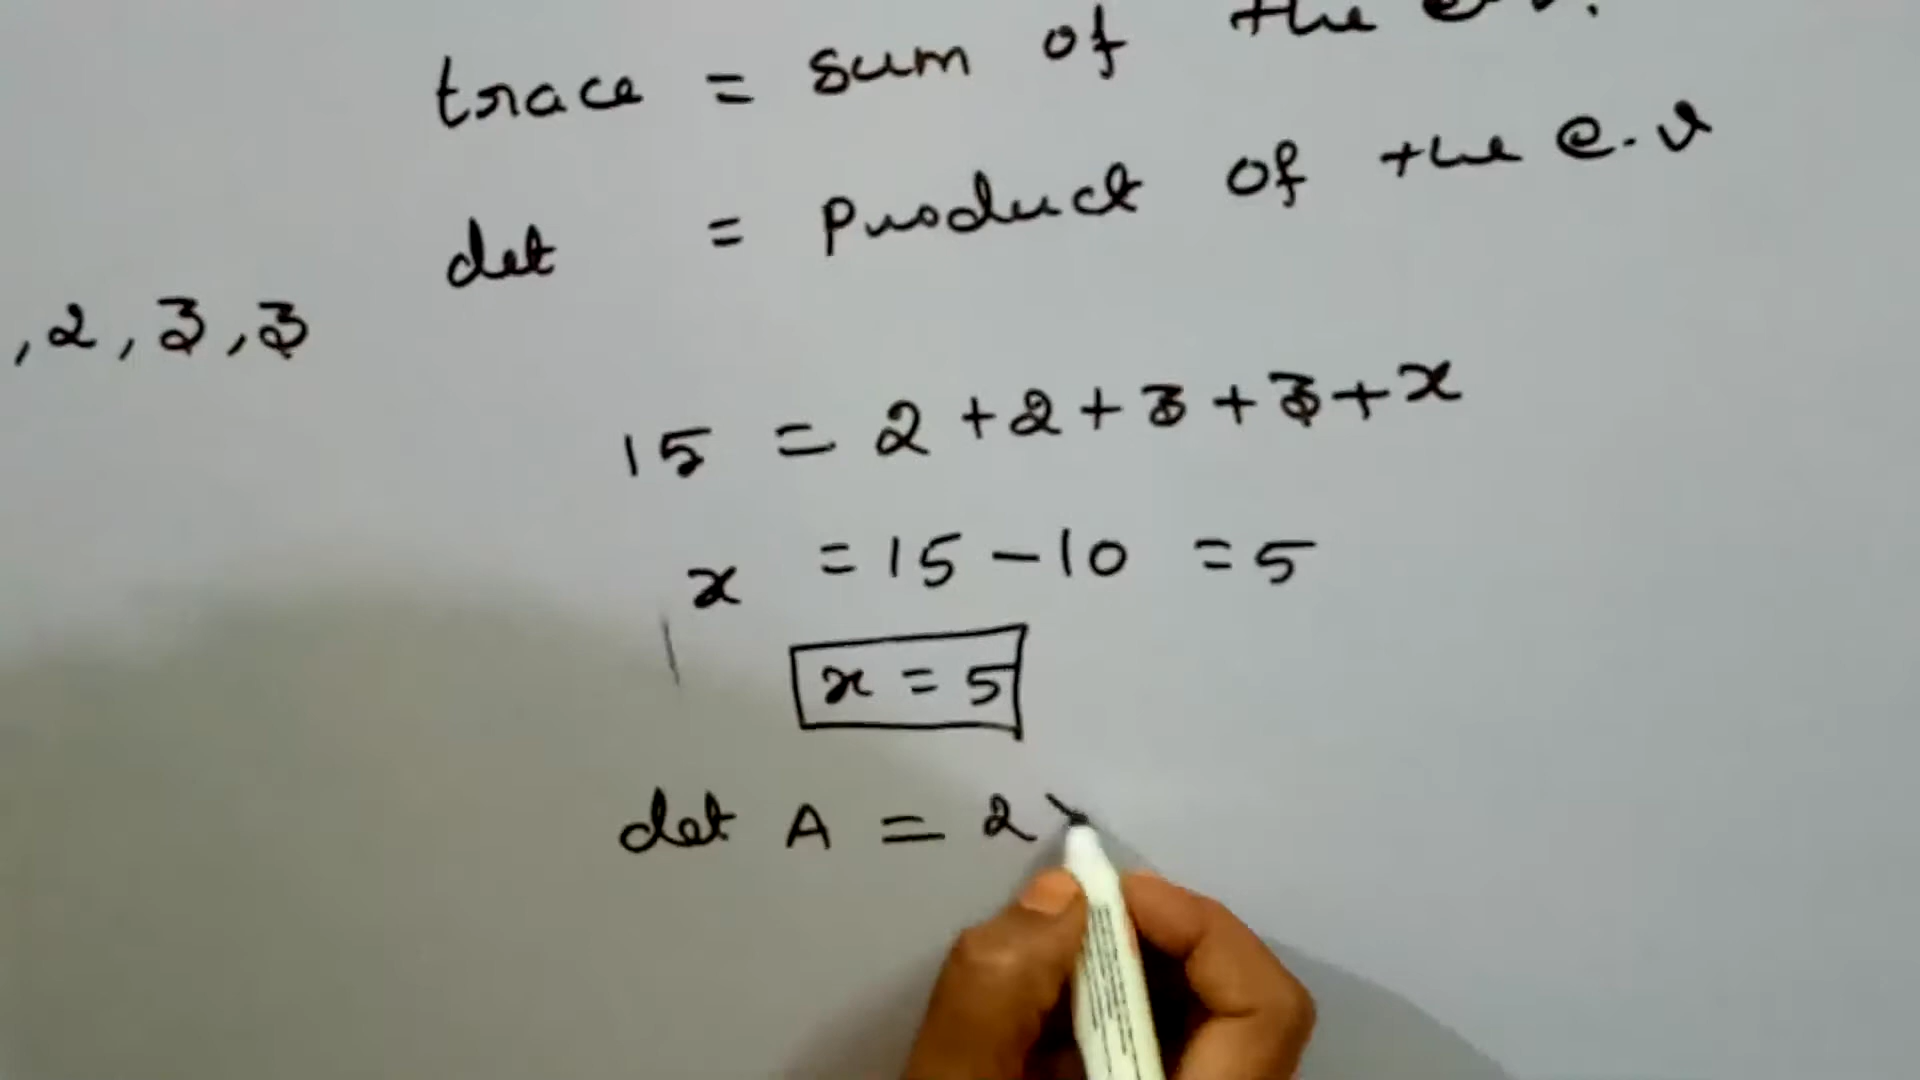 trace = sum of the e.v.
det = Product of the e.v
,2,3,3
15 = 2+2+3+3+x
x = 15-10 = 5
x = 5
det A = 2